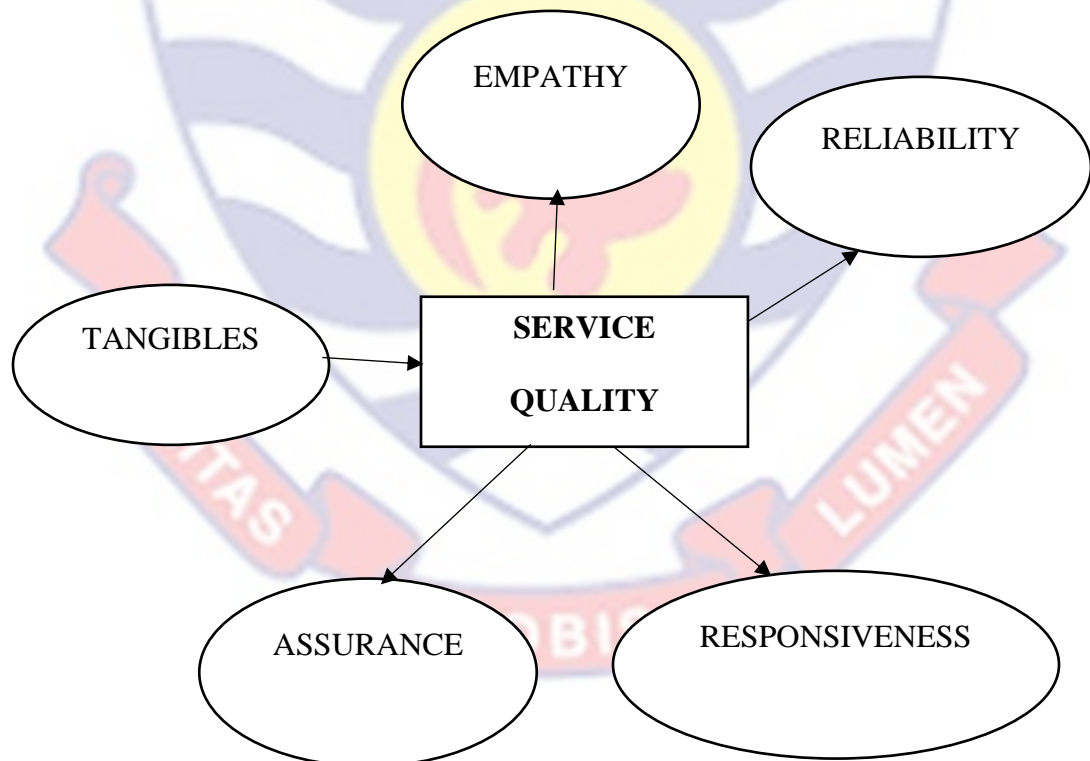 EMPATHY
RELIABILITY
TANGIBLES
SERVICE
QUALITY
ASSURANCE
RESPONSIVENESS
LUMEN